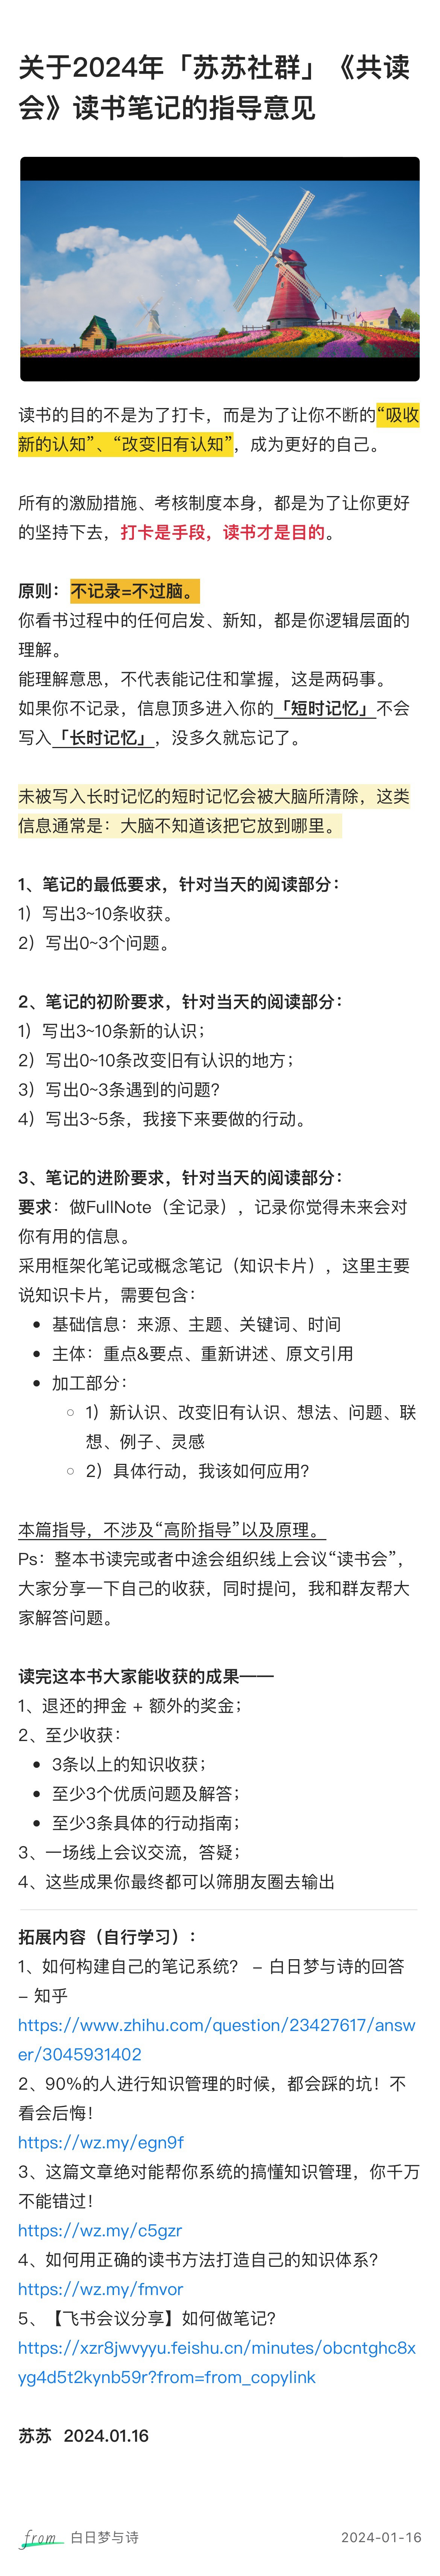 关于2024年「苏苏社群」《共读
会》读书笔记的指导意见
读书的目的不是为了打卡，而是为了让你不断的“吸收
新的认知”、“改变旧有认知”，成为更好的自己。
所有的激励措施、考核制度本身，都是为了让你更好
的坚持下去，打卡是手段，读书才是目的。
原则：不记录=不过脑。
你看书过程中的任何启发、新知，都是你逻辑层面的
理解。
能理解意思，不代表能记住和掌握，这是两码事。
如果你不记录，信息顶多进入你的「短时记忆」不会
写入「长时记忆」，没多久就忘记了。
未被写入长时记忆的短时记忆会被大脑所清除，这类
信息通常是：大脑不知道该把它放到哪里。
1、笔记的最低要求，针对当天的阅读部分：
1）写出3~10条收获。
2）写出0~3个问题。
2、笔记的初阶要求，针对当天的阅读部分：
1）写出3~10条新的认识；
2）写出0~10条改变旧有认识的地方；
3）写出0~3条遇到的问题？
4）写出3~5条，我接下来要做的行动。
3、笔记的进阶要求，针对当天的阅读部分：
要求：做FullNote（全记录），记录你觉得未来会对
你有用的信息。
采用框架化笔记或概念笔记（知识卡片），这里主要
说知识卡片，需要包含：
• 基础信息：来源、主题、关键词、时间
• 主体：重点&要点、重新讲述、原文引用
• 加工部分：
○ 1）新认识、改变旧有认识、想法、问题、联
想、例子、灵感
○ 2）具体行动，我该如何应用？
本篇指导，不涉及“高阶指导”以及原理。
Ps：整本书读完或者中途会组织线上会议“读书会”，
大家分享一下自己的收获，同时提问，我和群友帮大
家解答问题。
读完这本书大家能收获的成果——
1、退还的押金 + 额外的奖金；
2、至少收获：
• 3条以上的知识收获；
• 至少3个优质问题及解答；
• 至少3条具体的行动指南；
3、一场线上会议交流，答疑；
4、这些成果你最终都可以筛朋友圈去输出
拓展内容（自行学习）：
1、如何构建自己的笔记系统？ - 白日梦与诗的回答
- 知乎
https://www.zhihu.com/question/23427617/answ
er/3045931402
2、90%的人进行知识管理的时候，都会踩的坑！不
看会后悔！
https://wz.my/egn9f
3、这篇文章绝对能帮你系统的搞懂知识管理，你千万
不能错过！
https://wz.my/c5gzr
4、如何用正确的读书方法打造自己的知识体系？
https://wz.my/fmvor
5、【飞书会议分享】如何做笔记？
https://xzr8jwvyyu.feishu.cn/minutes/obcntghc8x
yg4d5t2kynb59r?from=from_copylink
苏苏 2024.01.16
from 白日梦与诗 2024-01-16